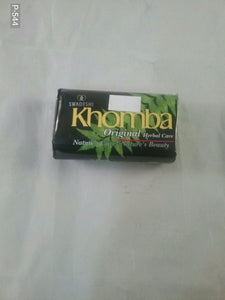 P-544
SWADESHI
Khomba
Original Herbal Care
Nature's Beauty